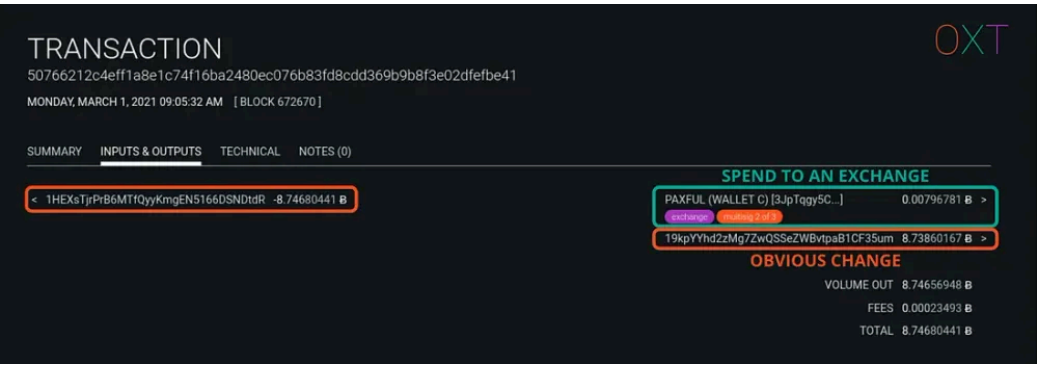 OXT
TRANSACTION
50766212c4eff1a8e1c74f16ba2480ec076b83fd8cdd369b9b8f3e02dfefbe41
MONDAY, MARCH 1, 2021 09:05:32 AM [ BLOCK 672670 ]
SUMMARY INPUTS & OUTPUTS TECHNICAL NOTES (0)
SPEND TO AN EXCHANGE
< 1HEXsTjrPrB6MTfQyyKmgEN5166DSNDtdR -8.74680441 Ƀ
PAXFUL (WALLET C) [3JpTqgy5C...] 0.00796781 Ƀ >
exchange multisig 2 of 3
19kpYYhd2zMg7ZwQSSeZWBvtpaB1CF35um 8.73860167 Ƀ >
OBVIOUS CHANGE
VOLUME OUT 8.74656948 Ƀ
FEES 0.00023493 Ƀ
TOTAL 8.74680441 Ƀ